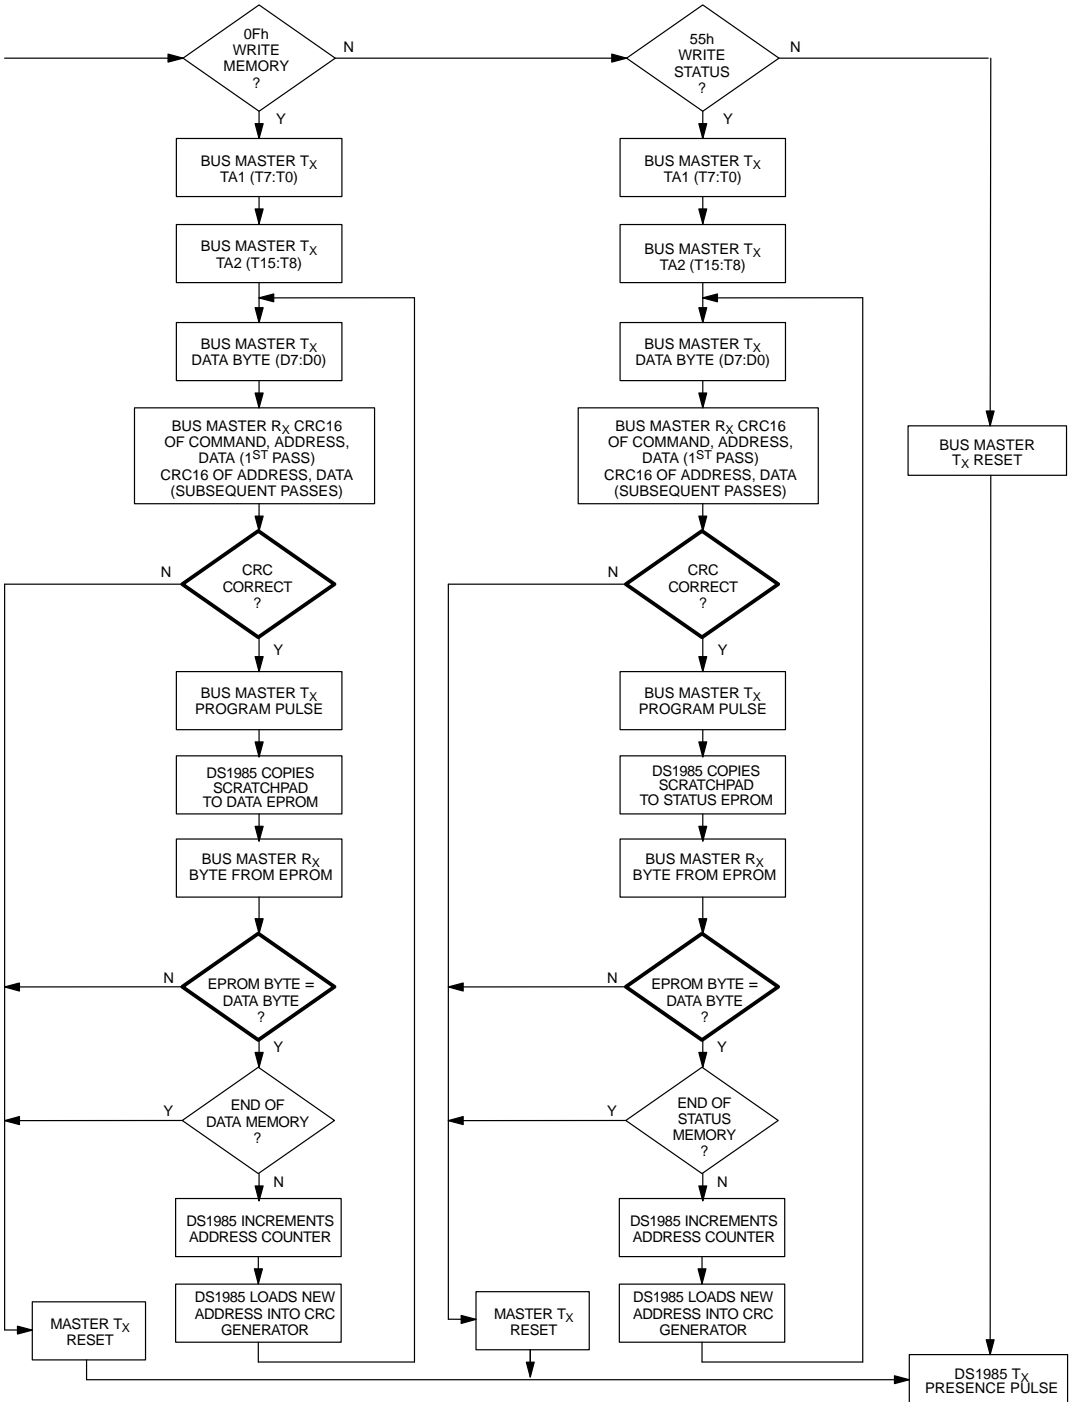 0Fh
WRITE
MEMORY
?
N
Y
BUS MASTER TX
TA1 (T7:T0)
BUS MASTER TX
TA2 (T15:T8)
BUS MASTER TX
DATA BYTE (D7:D0)
BUS MASTER RX CRC16
OF COMMAND, ADDRESS,
DATA (1ST PASS)
CRC16 OF ADDRESS, DATA
(SUBSEQUENT PASSES)
N
CRC
CORRECT
?
Y
BUS MASTER TX
PROGRAM PULSE
DS1985 COPIES
SCRATCHPAD
TO DATA EPROM
BUS MASTER RX
BYTE FROM EPROM
N
EPROM BYTE =
DATA BYTE
?
Y
Y
END OF
DATA MEMORY
?
N
DS1985 INCREMENTS
ADDRESS COUNTER
DS1985 LOADS NEW
ADDRESS INTO CRC
GENERATOR
MASTER TX
RESET
55h
WRITE
STATUS
?
N
Y
BUS MASTER TX
TA1 (T7:T0)
BUS MASTER TX
TA2 (T15:T8)
BUS MASTER TX
DATA BYTE (D7:D0)
BUS MASTER RX CRC16
OF COMMAND, ADDRESS,
DATA (1ST PASS)
CRC16 OF ADDRESS, DATA
(SUBSEQUENT PASSES)
N
CRC
CORRECT
?
Y
BUS MASTER TX
PROGRAM PULSE
DS1985 COPIES
SCRATCHPAD
TO STATUS EPROM
BUS MASTER RX
BYTE FROM EPROM
N
EPROM BYTE =
DATA BYTE
?
Y
Y
END OF
STATUS
MEMORY
?
N
DS1985 INCREMENTS
ADDRESS COUNTER
DS1985 LOADS NEW
ADDRESS INTO CRC
GENERATOR
MASTER TX
RESET
BUS MASTER
TX RESET
DS1985 TX
PRESENCE PULSE